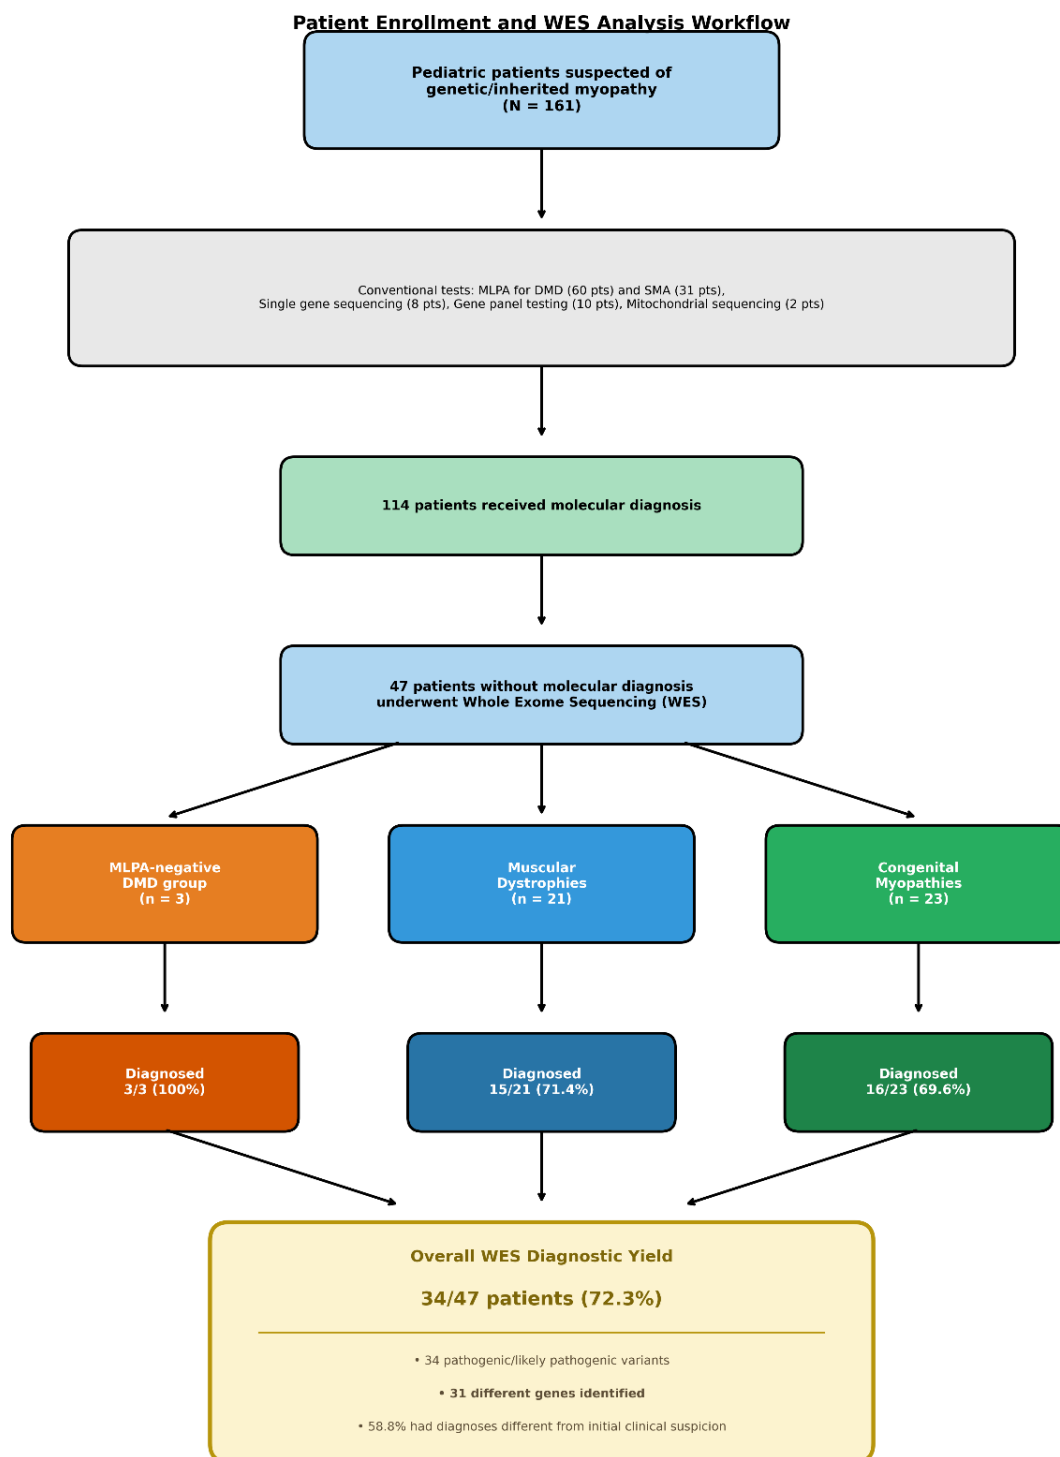 Patient Enrollment and WES Analysis Workflow
Pediatric patients suspected of
genetic/inherited myopathy
(N = 161)
Conventional tests: MLPA for DMD (60 pts) and SMA (31 pts),
Single gene sequencing (8 pts), Gene panel testing (10 pts), Mitochondrial sequencing (2 pts)
114 patients received molecular diagnosis
47 patients without molecular diagnosis
underwent Whole Exome Sequencing (WES)
MLPA-negative
DMD group
(n = 3)
Muscular
Dystrophies
(n = 21)
Congenital
Myopathies
(n = 23)
Diagnosed
3/3 (100%)
Diagnosed
15/21 (71.4%)
Diagnosed
16/23 (69.6%)
Overall WES Diagnostic Yield
34/47 patients (72.3%)
• 34 pathogenic/likely pathogenic variants
• 31 different genes identified
• 58.8% had diagnoses different from initial clinical suspicion